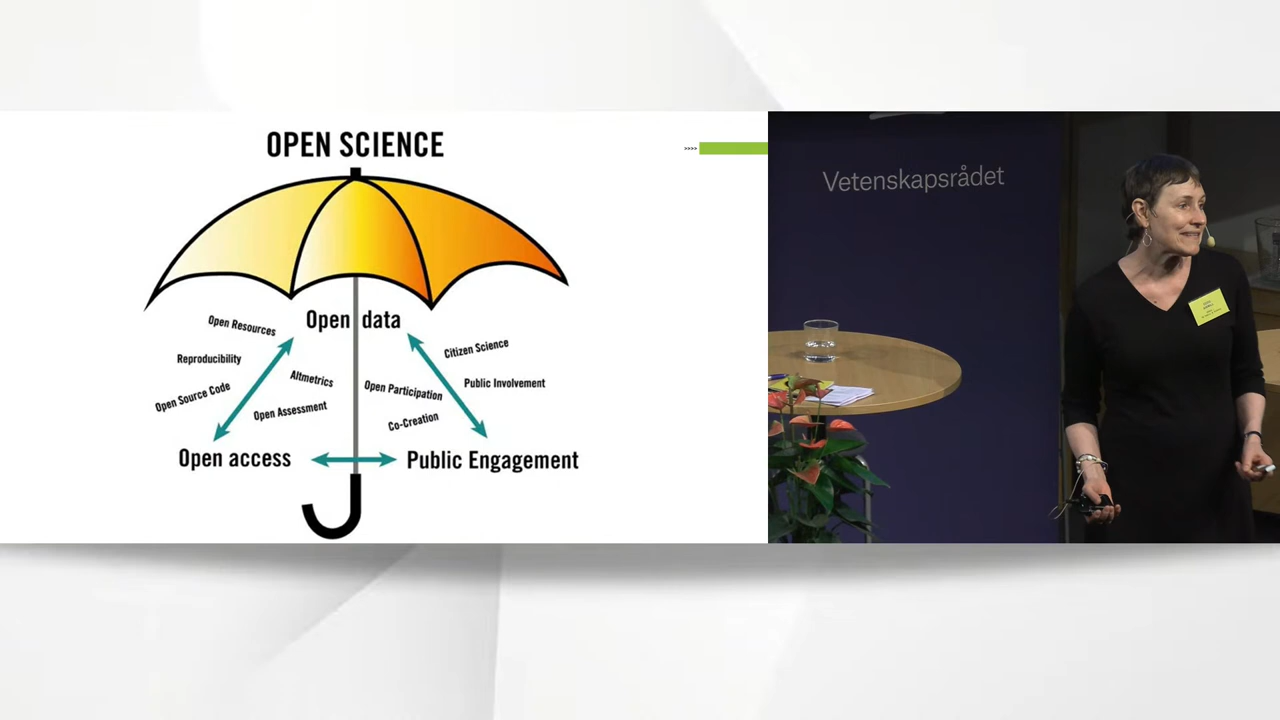 OPEN SCIENCE
>>>>
Vetenskapsrådet
Open data
Open Resources
Citizen Science
Reproducibility
Altmetrics
Open Participation
Public Involvement
Open Source Code
Open Assessment
Co-Creation
Open access
Public Engagement